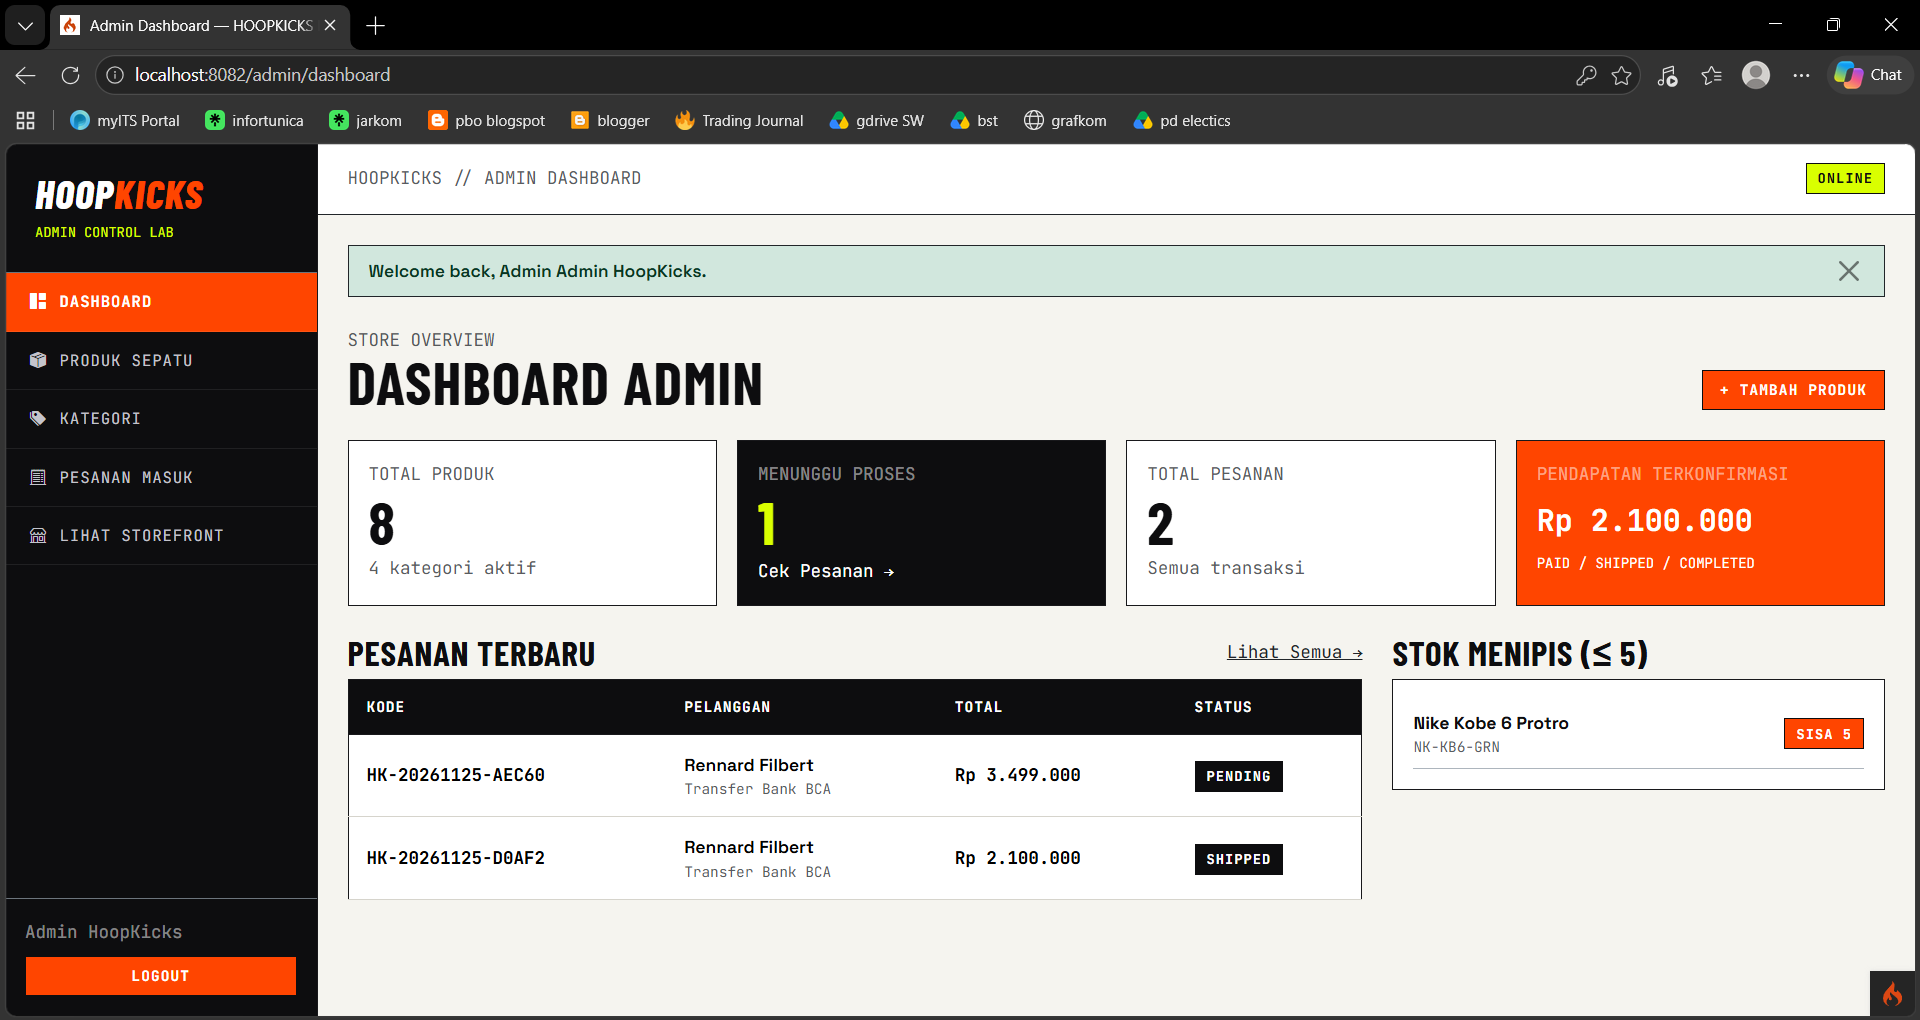 Admin Dashboard — HOOPKICKS
localhost:8082/admin/dashboard
Chat
myITS Portal
infortunica
jarkom
pbo blogspot
blogger
Trading Journal
gdrive SW
bst
grafkom
pd electics
HOOPKICKS
ADMIN CONTROL LAB
DASHBOARD
PRODUK SEPATU
KATEGORI
PESANAN MASUK
LIHAT STOREFRONT
Admin HoopKicks
LOGOUT
HOOPKICKS // ADMIN DASHBOARD
ONLINE
Welcome back, Admin Admin HoopKicks.
STORE OVERVIEW
DASHBOARD ADMIN
+ TAMBAH PRODUK
TOTAL PRODUK
8
4 kategori aktif
MENUNGGU PROSES
1
Cek Pesanan →
TOTAL PESANAN
2
Semua transaksi
PENDAPATAN TERKONFIRMASI
Rp 2.100.000
PAID / SHIPPED / COMPLETED
PESANAN TERBARU
Lihat Semua →
KODE PELANGGAN TOTAL STATUS
HK-20261125-AEC60 Rennard Filbert Rp 3.499.000 PENDING
Transfer Bank BCA
HK-20261125-D0AF2 Rennard Filbert Rp 2.100.000 SHIPPED
Transfer Bank BCA
STOK MENIPIS (≤ 5)
Nike Kobe 6 Protro
NK-KB6-GRN
SISA 5